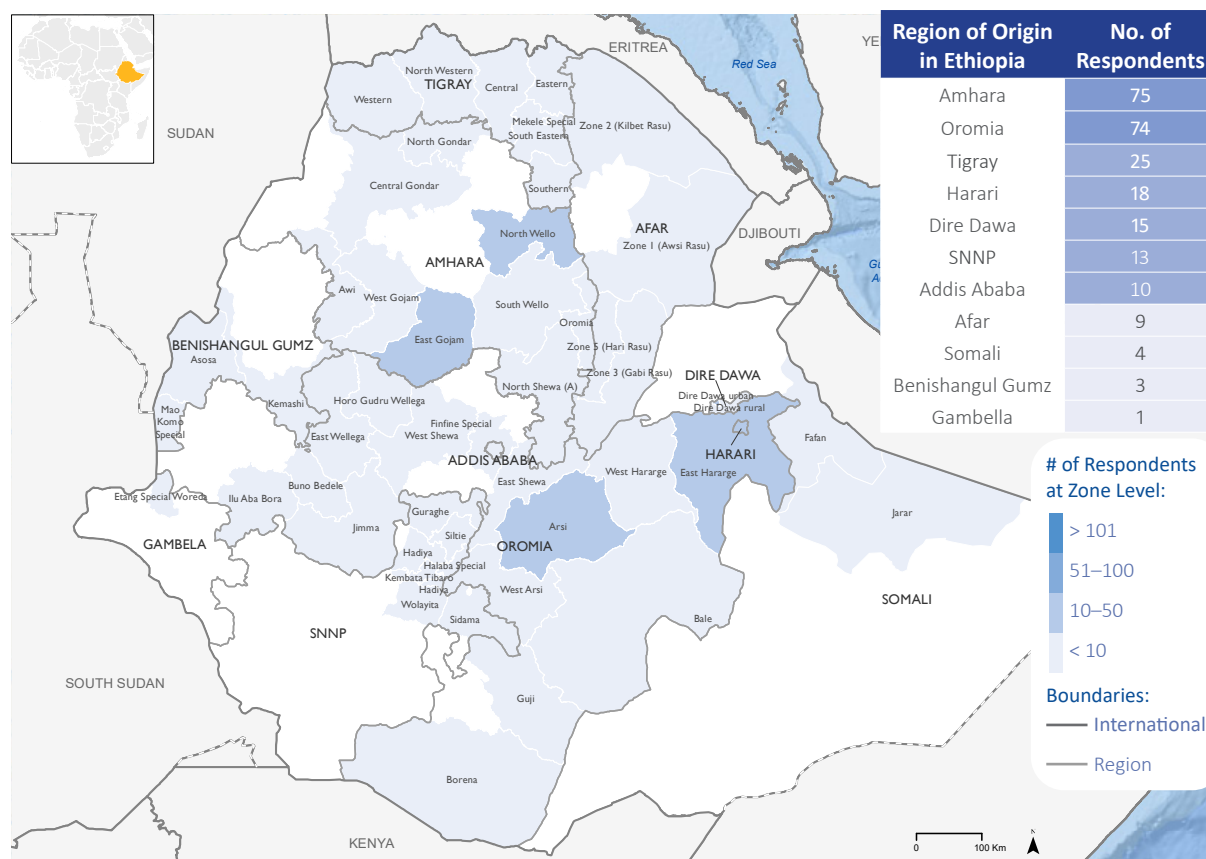 Region of Origin in Ethiopia
No. of Respondents
Amhara 75
Oromia 74
Tigray 25
Harari 18
Dire Dawa 15
SNNP 13
Addis Ababa 10
Afar 9
Somali 4
Benishangul Gumz 3
Gambella 1
# of Respondents
at Zone Level:
> 101
51–100
10–50
< 10
Boundaries:
International
Region
0 100 Km
N
ERITREA
YE
Red Sea
SUDAN
DJIBOUTI
Gu
A
SOUTH SUDAN
KENYA
North Western
TIGRAY
Western
Central
Eastern
Mekele Special
South Eastern
Southern
Zone 2 (Kilbet Rasu)
North Gondar
Central Gondar
North Wello
AFAR
Zone 1 (Awsi Rasu)
AMHARA
Awi
West Gojam
East Gojam
South Wello
Oromia
Zone 5 (Hari Rasu)
Zone 3 (Gabi Rasu)
North Shewa (A)
BENISHANGUL GUMZ
Asosa
Mao
Komo
Special
Kemashi
Horo Gudru Wellega
East Wellega
Finfine Special
West Shewa
ADDIS ABABA
East Shewa
DIRE DAWA
Dire Dawa urban
Dire Dawa rural
HARARI
West Hararge
East Hararge
Fafan
Jarar
Etang Special Woreda
Ilu Aba Bora
Buno Bedele
Jimma
GAMBELA
Guraghe
Siltie
Hadiya
Halaba Special
Kembata Tibaro
Hadiya
Wolayita
Sidama
Arsi
OROMIA
West Arsi
Bale
SOMALI
SNNP
Guji
Borena